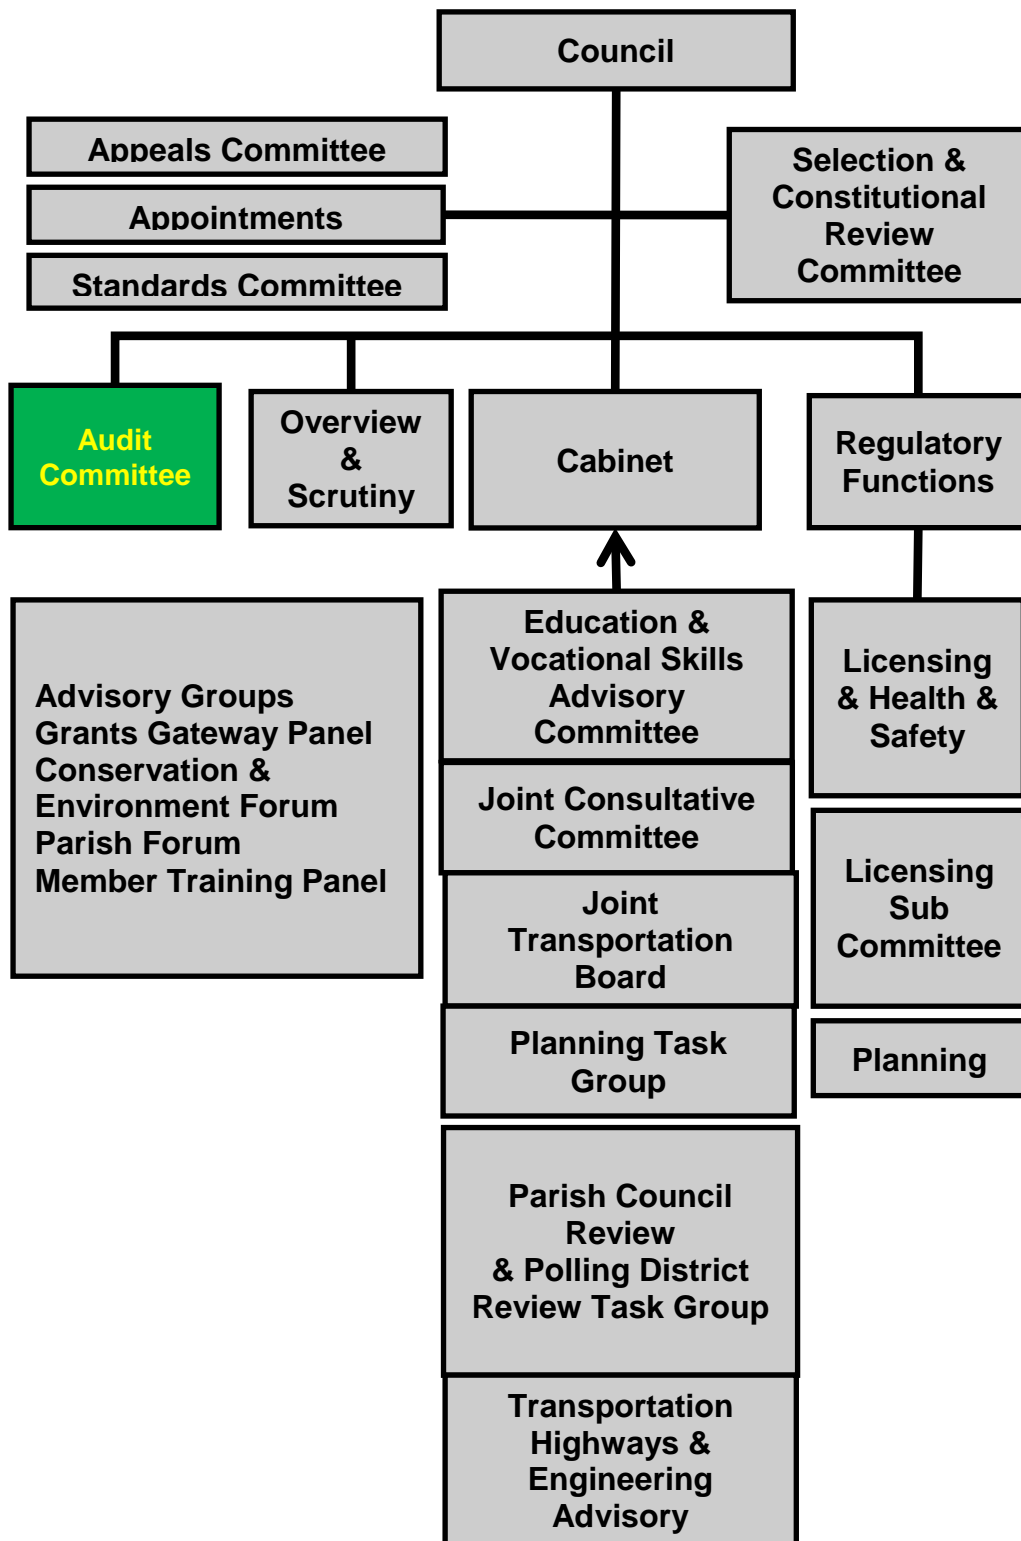 Council
Appeals Committee
Appointments
Standards Committee
Selection &
Constitutional
Review
Committee
Audit
Committee
Overview
&
Scrutiny
Cabinet
Regulatory
Functions
Advisory Groups
Grants Gateway Panel
Conservation &
Environment Forum
Parish Forum
Member Training Panel
Education &
Vocational Skills
Advisory
Committee
Joint Consultative
Committee
Joint
Transportation
Board
Planning Task
Group
Parish Council
Review
& Polling District
Review Task Group
Transportation
Highways &
Engineering
Advisory
Licensing
& Health &
Safety
Licensing
Sub
Committee
Planning